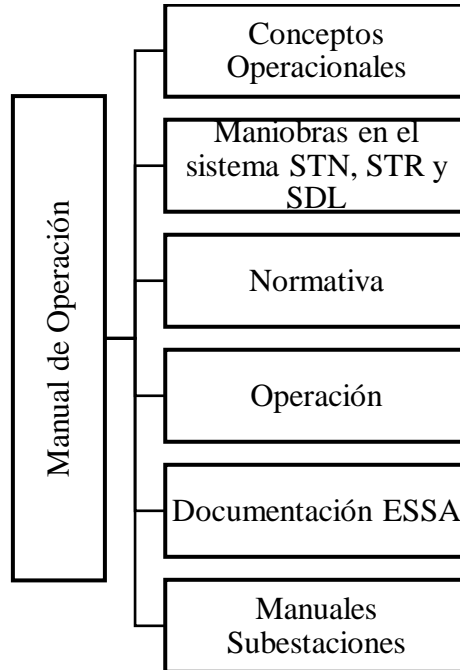 Manual de Operación
Conceptos
Operacionales
Maniobras en el
sistema STN, STR y
SDL
Normativa
Operación
Documentación ESSA
Manuales
Subestaciones